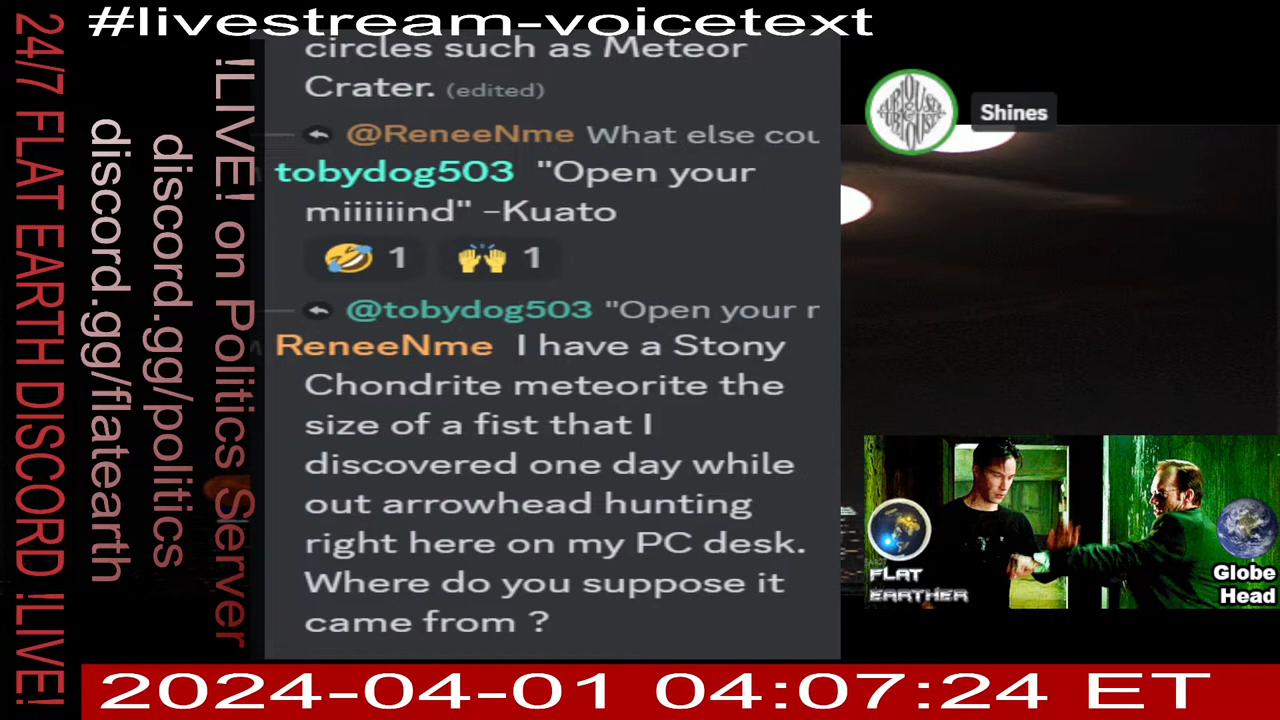 #livestream-voicetext
24/7 FLAT EARTH DISCORD !LIVE!
discord.gg/flatearth
discord.gg/politics
!LIVE! on Politics Server
circles such as Meteor
Crater. (edited)
@ReneeNme What else cou
tobydog503 "Open your
miiiiiind" -Kuato
🤣 1 🙌 1
@tobydog503 "Open your r
ReneeNme I have a Stony
Chondrite meteorite the
size of a fist that I
discovered one day while
out arrowhead hunting
right here on my PC desk.
Where do you suppose it
came from ?
Shines
FLAT
EARTHER
Globe
Head
2024-04-01 04:07:24 ET